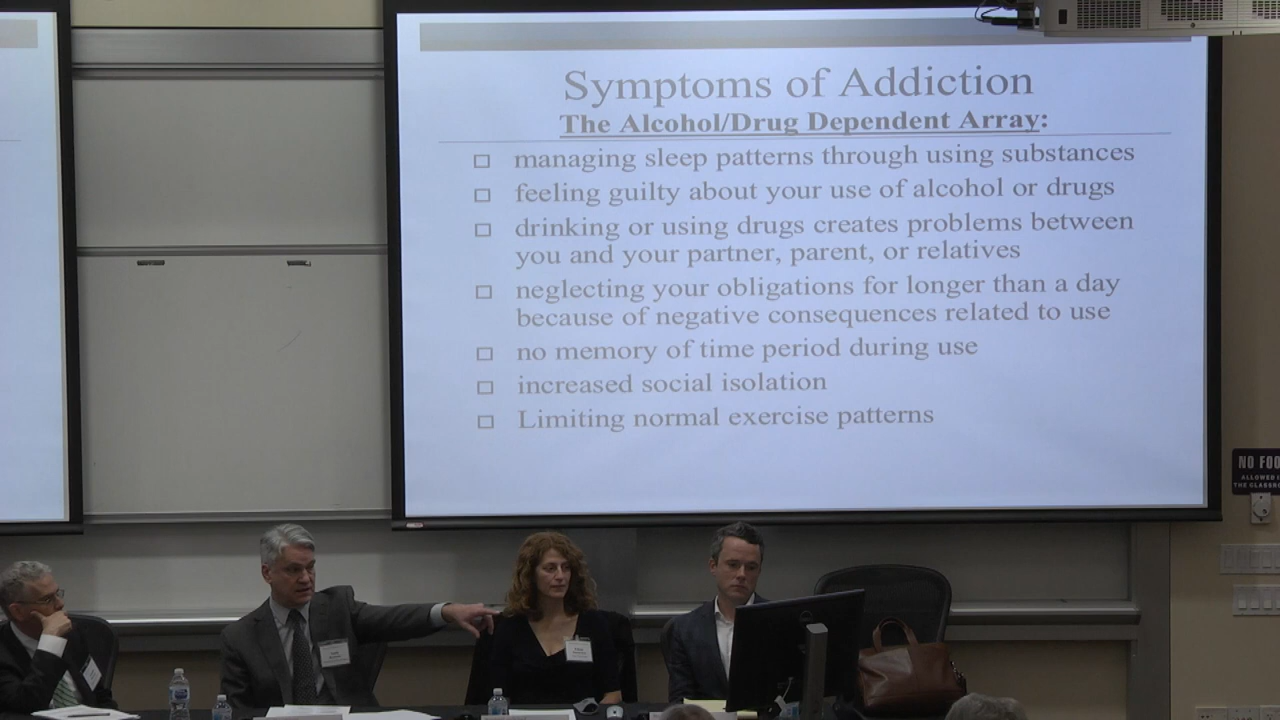 Symptoms of Addiction
The Alcohol/Drug Dependent Array:
managing sleep patterns through using substances
feeling guilty about your use of alcohol or drugs
drinking or using drugs creates problems between
you and your partner, parent, or relatives
neglecting your obligations for longer than a day
because of negative consequences related to use
no memory of time period during use
increased social isolation
Limiting normal exercise patterns
NO FOO
ALLOWED I
THE CLASSRO